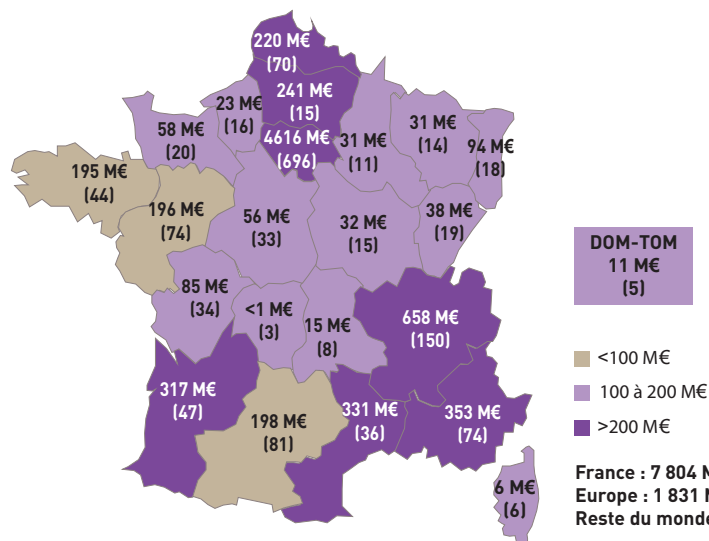 220 M€
(70)
241 M€
(15)
23 M€
(16)
4616 M€
(696)
58 M€
(20)
31 M€
(11)
31 M€
(14)
94 M€
(18)
195 M€
(44)
196 M€
(74)
56 M€
(33)
32 M€
(15)
38 M€
(19)
DOM-TOM
11 M€
(5)
85 M€
(34)
<1 M€
(3)
15 M€
(8)
658 M€
(150)
<100 M€
100 à 200 M€
>200 M€
317 M€
(47)
198 M€
(81)
331 M€
(36)
353 M€
(74)
6 M€
(6)
France : 7 804 M
Europe : 1 831 M
Reste du monde